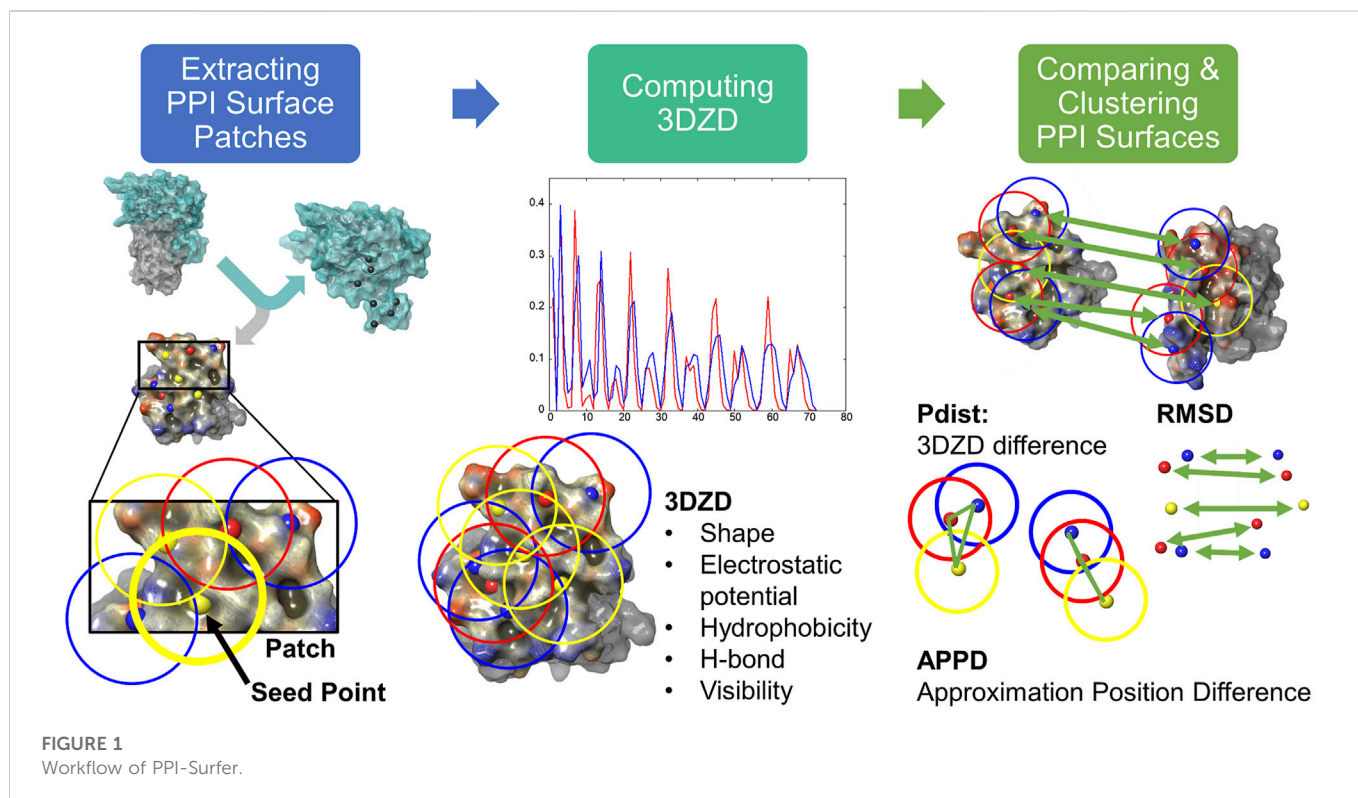 Extracting
PPI Surface
Patches
Computing
3DZD
Comparing &
Clustering
PPI Surfaces
0.4
0.3
0.2
0.1
0
0 10 20 30 40 50 60 70 80
Patch
Seed Point
3DZD
• Shape
• Electrostatic
potential
• Hydrophobicity
• H-bond
• Visibility
Pdist:
3DZD difference
RMSD
APPD
Approximation Position Difference
FIGURE 1
Workflow of PPI-Surfer.